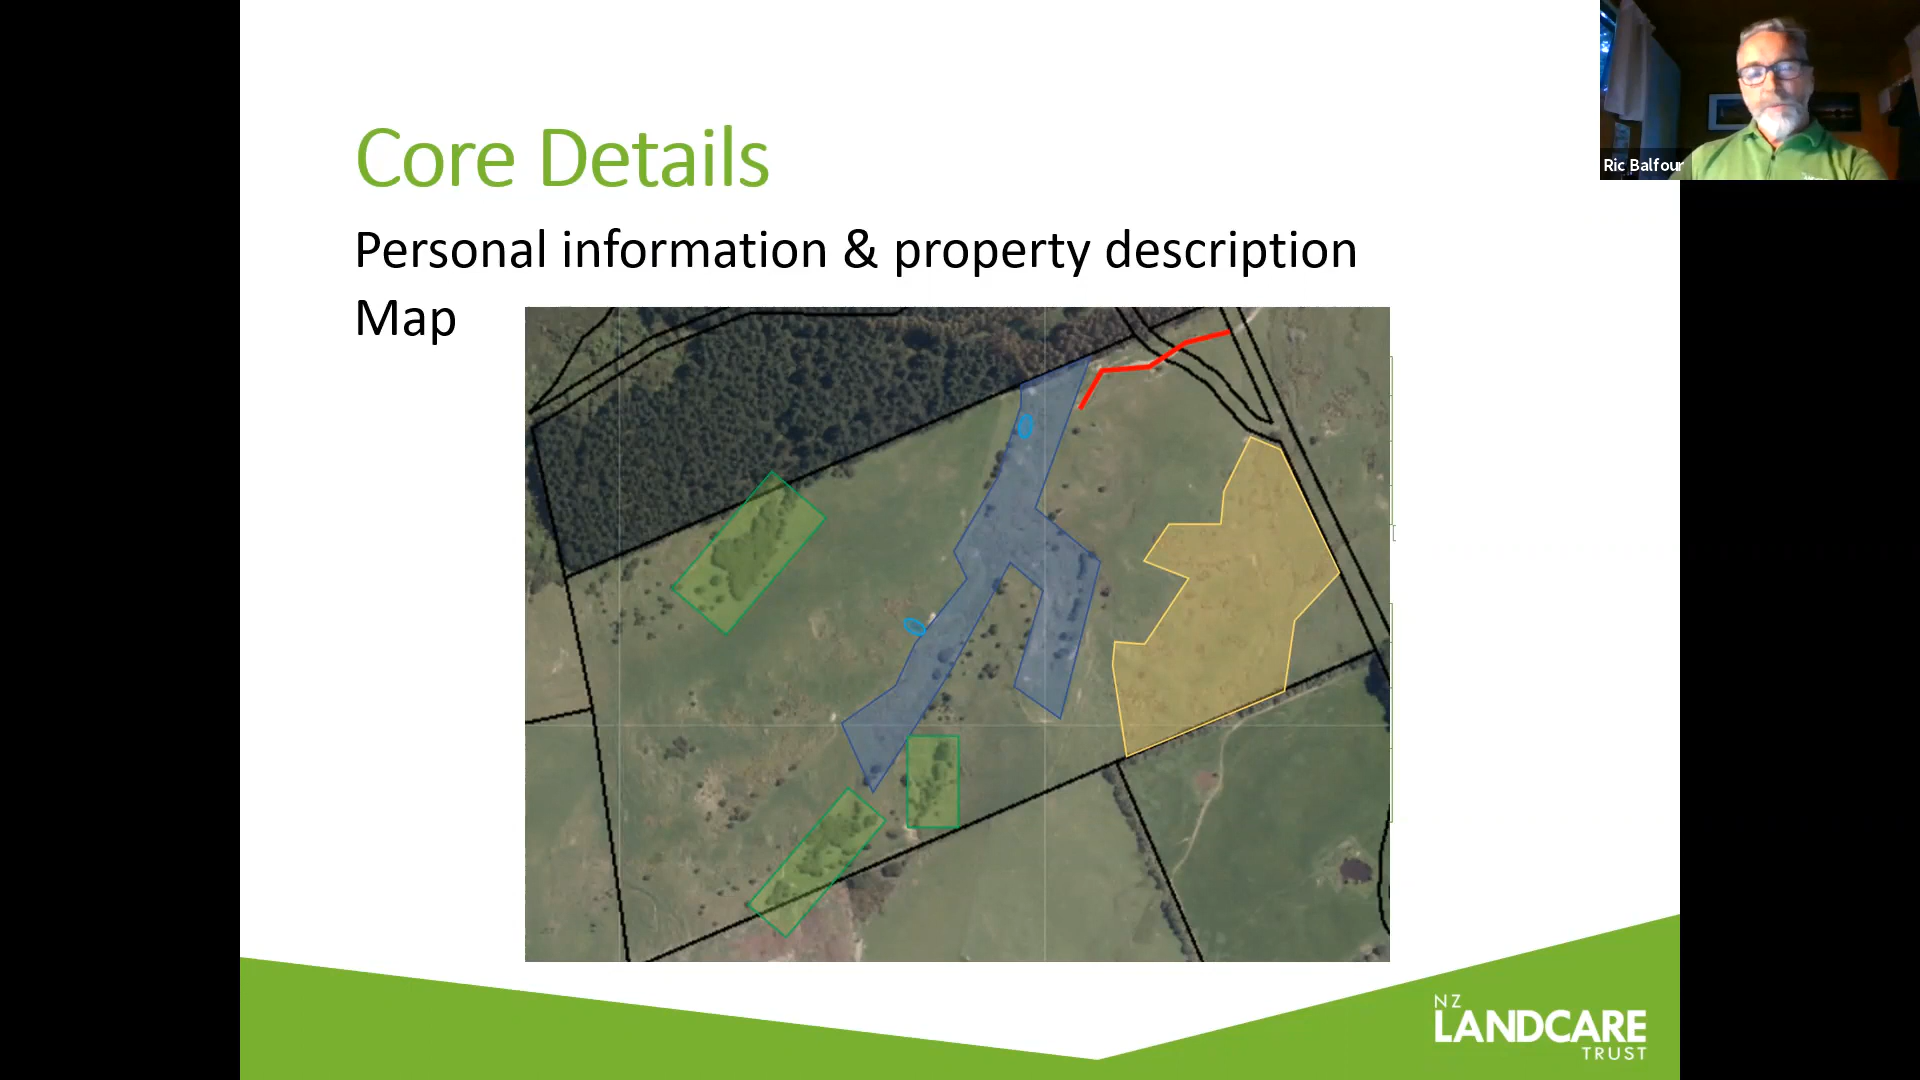 Core Details
Personal information & property description
Map
Ric Balfour
NZ
LANDCARE
TRUST